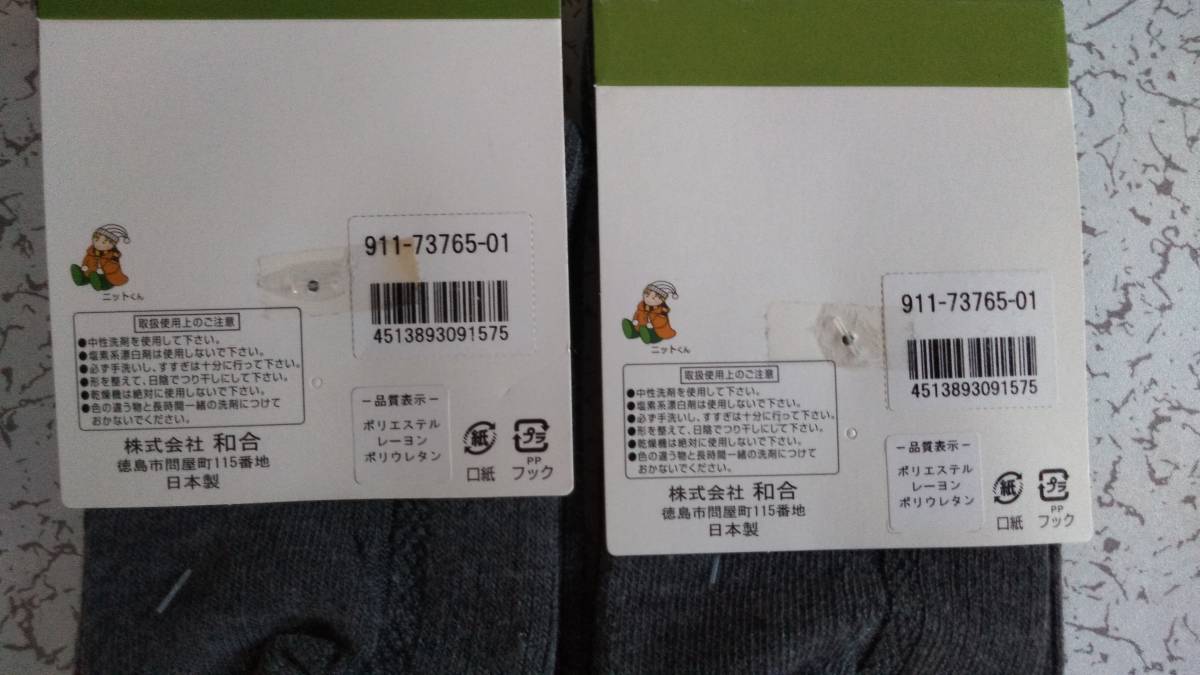 911-73765-01
4513893091575
ニットくん
取扱使用上のご注意
●中性洗剤を使用して下さい。
●塩素系漂白剤は使用しないで下さい。
●必ず手洗いし、すすぎは十分に行って下さい。
●形を整えて、日陰でつり干しにして下さい。
●乾燥機は絶対に使用しないで下さい。
●色の違う物と長時間一緒の洗剤につけて
おかないでください。
株式会社 和合
徳島市問屋町115番地
日本製
－品質表示－
ポリエステル
レーヨン
ポリウレタン
紙
口紙
プラ
PP
フック
911-73765-01
4513893091575
ニットくん
取扱使用上のご注意
●中性洗剤を使用して下さい。
●塩素系漂白剤は使用しないで下さい。
●必ず手洗いし、すすぎは十分に行って下さい。
●形を整えて、日陰でつり干しにして下さい。
●乾燥機は絶対に使用しないで下さい。
●色の違う物と長時間一緒の洗剤につけて
おかないでください。
株式会社 和合
徳島市問屋町115番地
日本製
－品質表示－
ポリエステル
レーヨン
ポリウレタン
紙
口紙
プラ
PP
フック